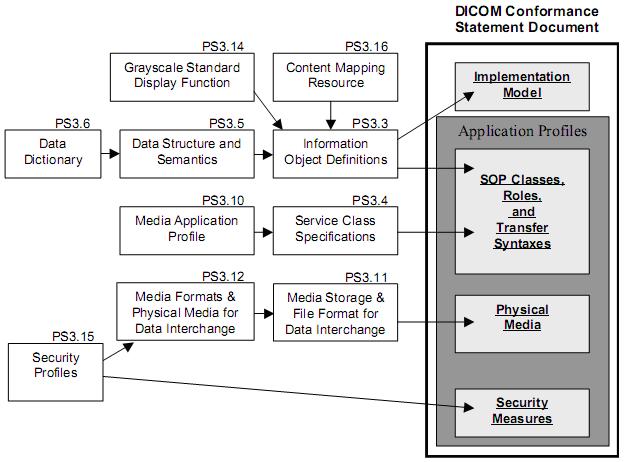 DICOM Conformance
Statement Document
PS3.14
Grayscale Standard
Display Function
PS3.16
Content Mapping
Resource
Implementation
Model
PS3.6
Data
Dictionary
PS3.5
Data Structure and
Semantics
PS3.3
Information
Object Definitions
Application Profiles
SOP Classes,
Roles,
and
Transfer
Syntaxes
PS3.10
Media Application
Profile
PS3.4
Service Class
Specifications
PS3.12
Media Formats &
Physical Media for
Data Interchange
PS3.11
Media Storage &
File Format for
Data Interchange
Physical
Media
PS3.15
Security
Profiles
Security
Measures